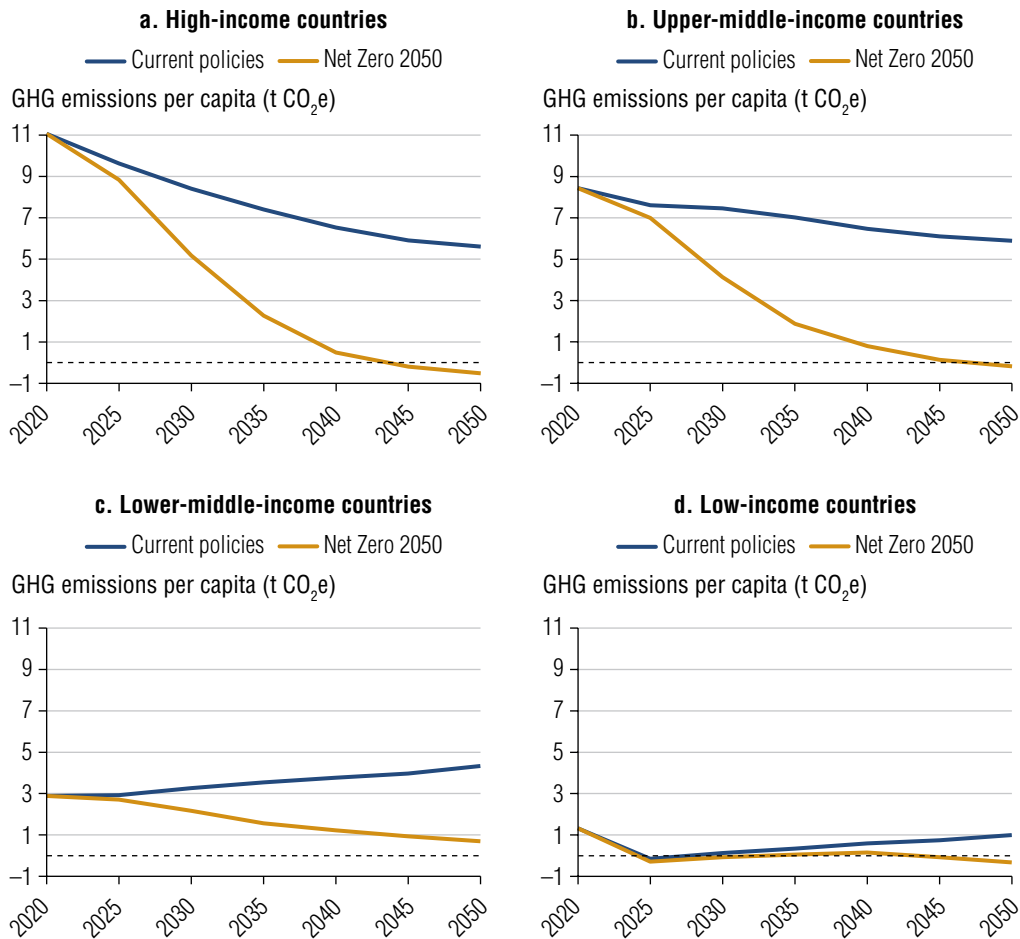 a. High-income countries
Current policies Net Zero 2050
GHG emissions per capita (t CO₂e)
11
9
7
5
3
1
–1
2020 2025 2030 2035 2040 2045 2050
b. Upper-middle-income countries
Current policies Net Zero 2050
GHG emissions per capita (t CO₂e)
11
9
7
5
3
1
–1
2020 2025 2030 2035 2040 2045 2050
c. Lower-middle-income countries
Current policies Net Zero 2050
GHG emissions per capita (t CO₂e)
11
9
7
5
3
1
–1
2020 2025 2030 2035 2040 2045 2050
d. Low-income countries
Current policies Net Zero 2050
GHG emissions per capita (t CO₂e)
11
9
7
5
3
1
–1
2020 2025 2030 2035 2040 2045 2050